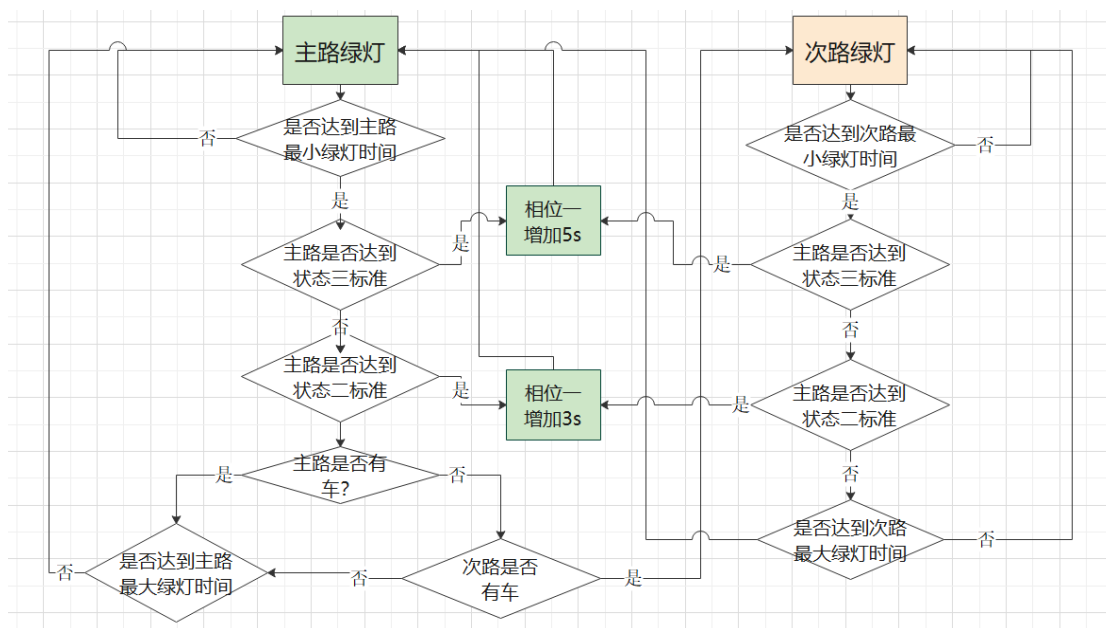 主路绿灯
次路绿灯
是否达到主路
最小绿灯时间
否
是否达到次路最
小绿灯时间
否
是
是
相位一
增加5s
主路是否达到
状态三标准
是
主路是否达到
状态三标准
是
否
否
主路是否达到
状态二标准
是
相位一
增加3s
主路是否达到
状态二标准
是
主路是否有
车?
是
否
否
是否达到主路
最大绿灯时间
否
次路是否
有车
否
是
是否达到次路
最大绿灯时间
否